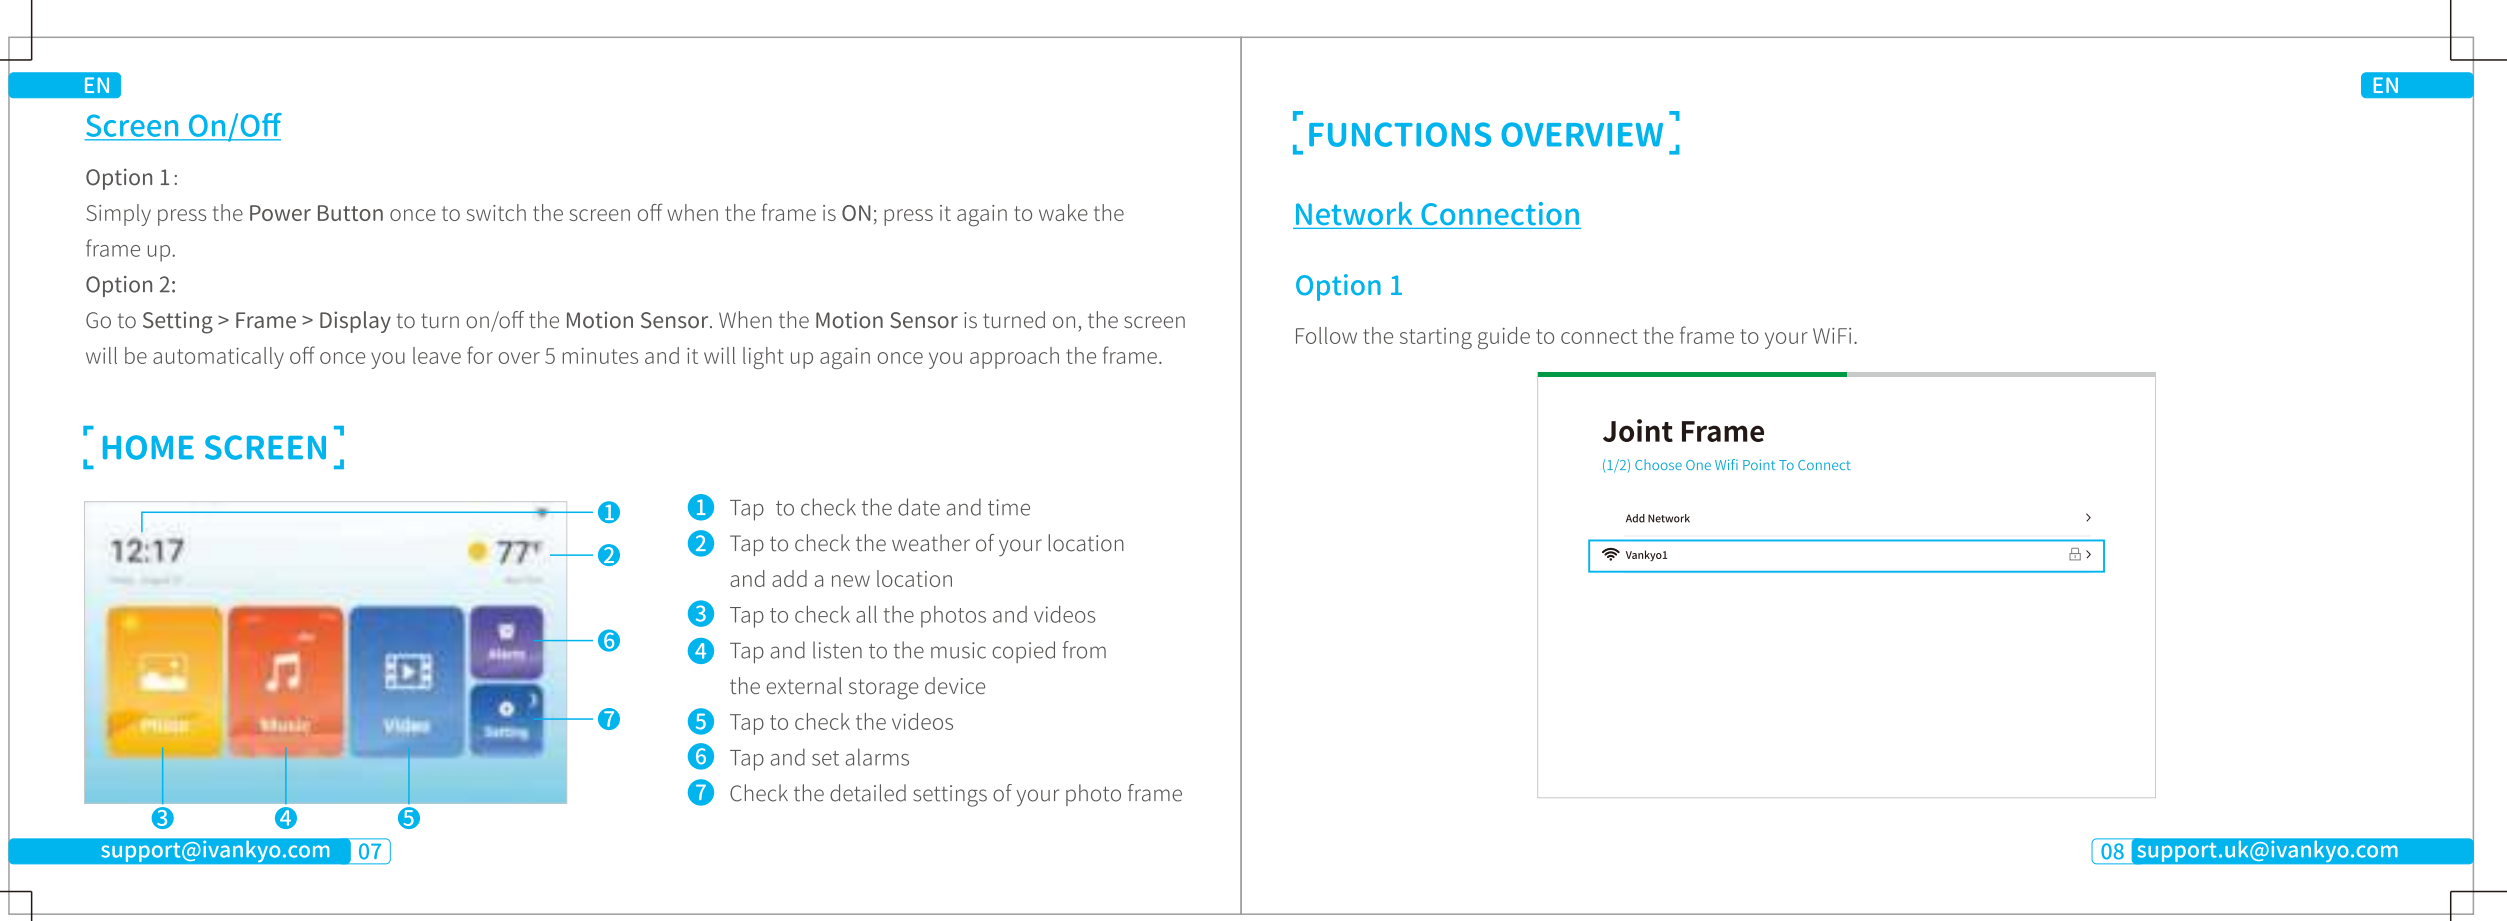 EN
Screen On/Off
Option 1:
Simply press the Power Button once to switch the screen off when the frame is ON; press it again to wake the
frame up.
Option 2:
Go to Setting > Frame > Display to turn on/off the Motion Sensor. When the Motion Sensor is turned on, the screen
will be automatically off once you leave for over 5 minutes and it will light up again once you approach the frame.
HOME SCREEN
1
12:17
77°F
2
Photo
Music
Video
Alarm
6
Setting
7
3
4
5
1 Tap to check the date and time
2 Tap to check the weather of your location
and add a new location
3 Tap to check all the photos and videos
4 Tap and listen to the music copied from
the external storage device
5 Tap to check the videos
6 Tap and set alarms
7 Check the detailed settings of your photo frame
support@ivankyo.com 07
EN
FUNCTIONS OVERVIEW
Network Connection
Option 1
Follow the starting guide to connect the frame to your WiFi.
Joint Frame
(1/2) Choose One Wifi Point To Connect
Add Network
Vankyo1
08 support.uk@ivankyo.com